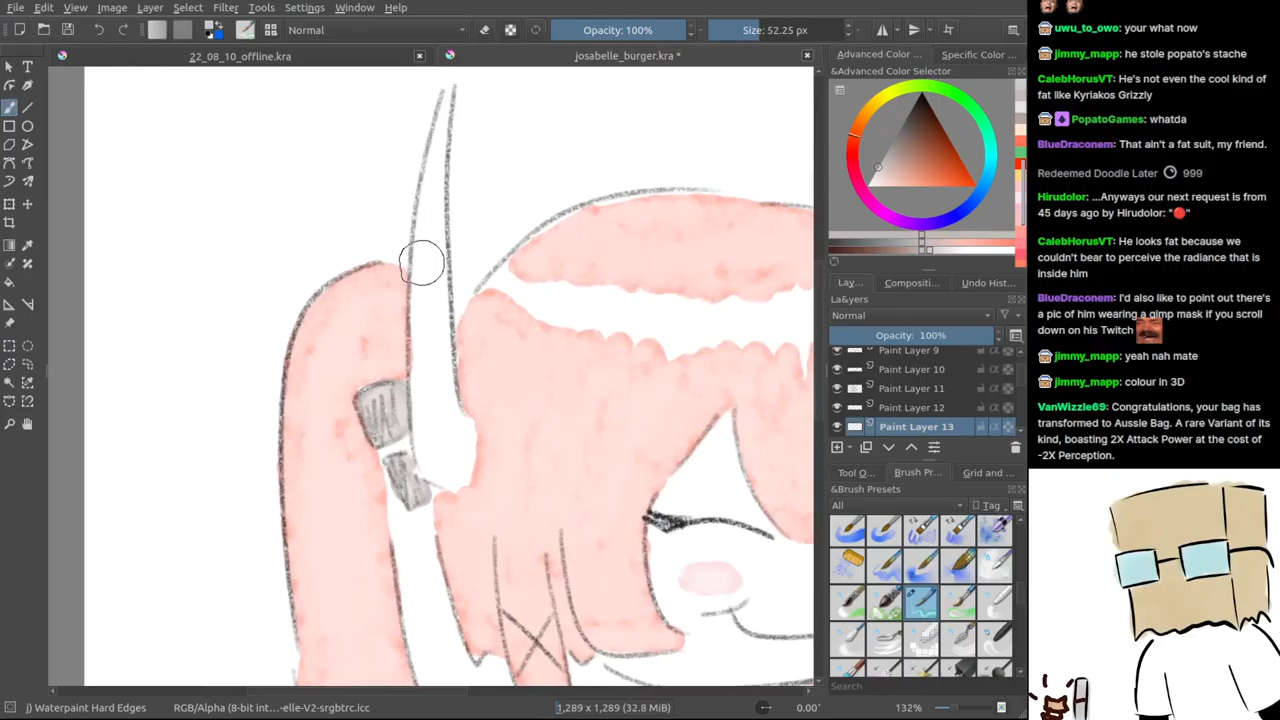 File Edit View Image Layer Select Filter Tools Settings Window Help
Normal
Opacity: 100%
Size: 52.25 px
22_08_10_offline.kra
josabelle_burger.kra *
Advanced Color ...
Specific Color ...
&Advanced Color Selector
Lay...
Compositi...
Undo Hist...
La&yers
Normal
Opacity: 100%
Paint Layer 9
Paint Layer 10
Paint Layer 11
Paint Layer 12
Paint Layer 13
Tool O...
Brush Pr...
Grid and ...
&Brush Presets
All
Tag
Search
j) Waterpaint Hard Edges
RGB/Alpha (8-bit int...-elle-V2-srgbtrc.icc
1,289 x 1,289 (32.8 MiB)
0.00°
132%
uwu_to_owo: your what now
jimmy_mapp: he stole popato's stache
CalebHorusVT: He's not even the cool kind of
fat like Kyriakos Grizzly
PopatoGames: whatda
BlueDraconem: That ain't a fat suit, my friend.
Redeemed Doodle Later 999
Hirudolor: ...Anyways our next request is from
45 days ago by Hirudolor: "🔴"
CalebHorusVT: He looks fat because we
couldn't bear to perceive the radiance that is
inside him
BlueDraconem: I'd also like to point out there's
a pic of him wearing a gimp mask if you scroll
down on his Twitch
jimmy_mapp: yeah nah mate
jimmy_mapp: colour in 3D
VanWizzle69: Congratulations, your bag has
transformed to Aussie Bag. A rare Variant of its
kind, boasting 2X Attack Power at the cost of
-2X Perception.